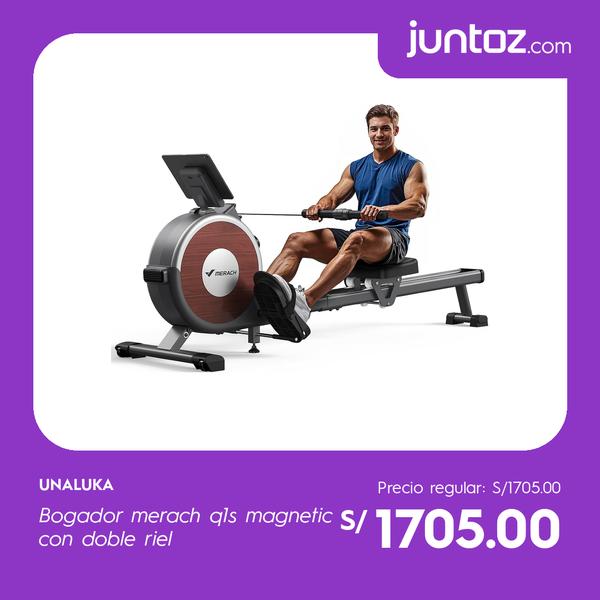 juntoz.com
MERACH
UNALUKA
Precio regular: S/1705.00
Bogador merach q1s magnetic
con doble riel
S/ 1705.00